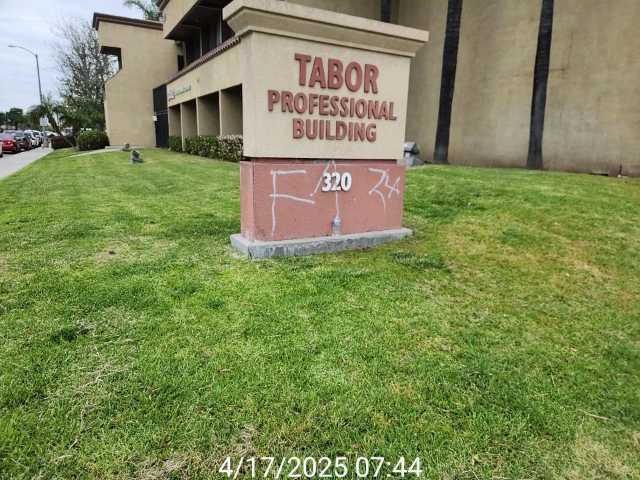 TABOR
PROFESSIONAL
BUILDING
320
4/17/2025 07:44